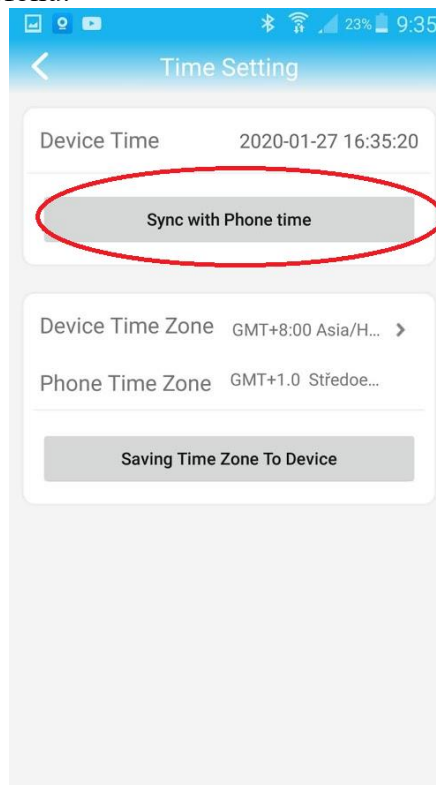 23% 9:35
Time Setting
Device Time 2020-01-27 16:35:20
Sync with Phone time
Device Time Zone GMT+8:00 Asia/H...
Phone Time Zone GMT+1.0 Středoe...
Saving Time Zone To Device